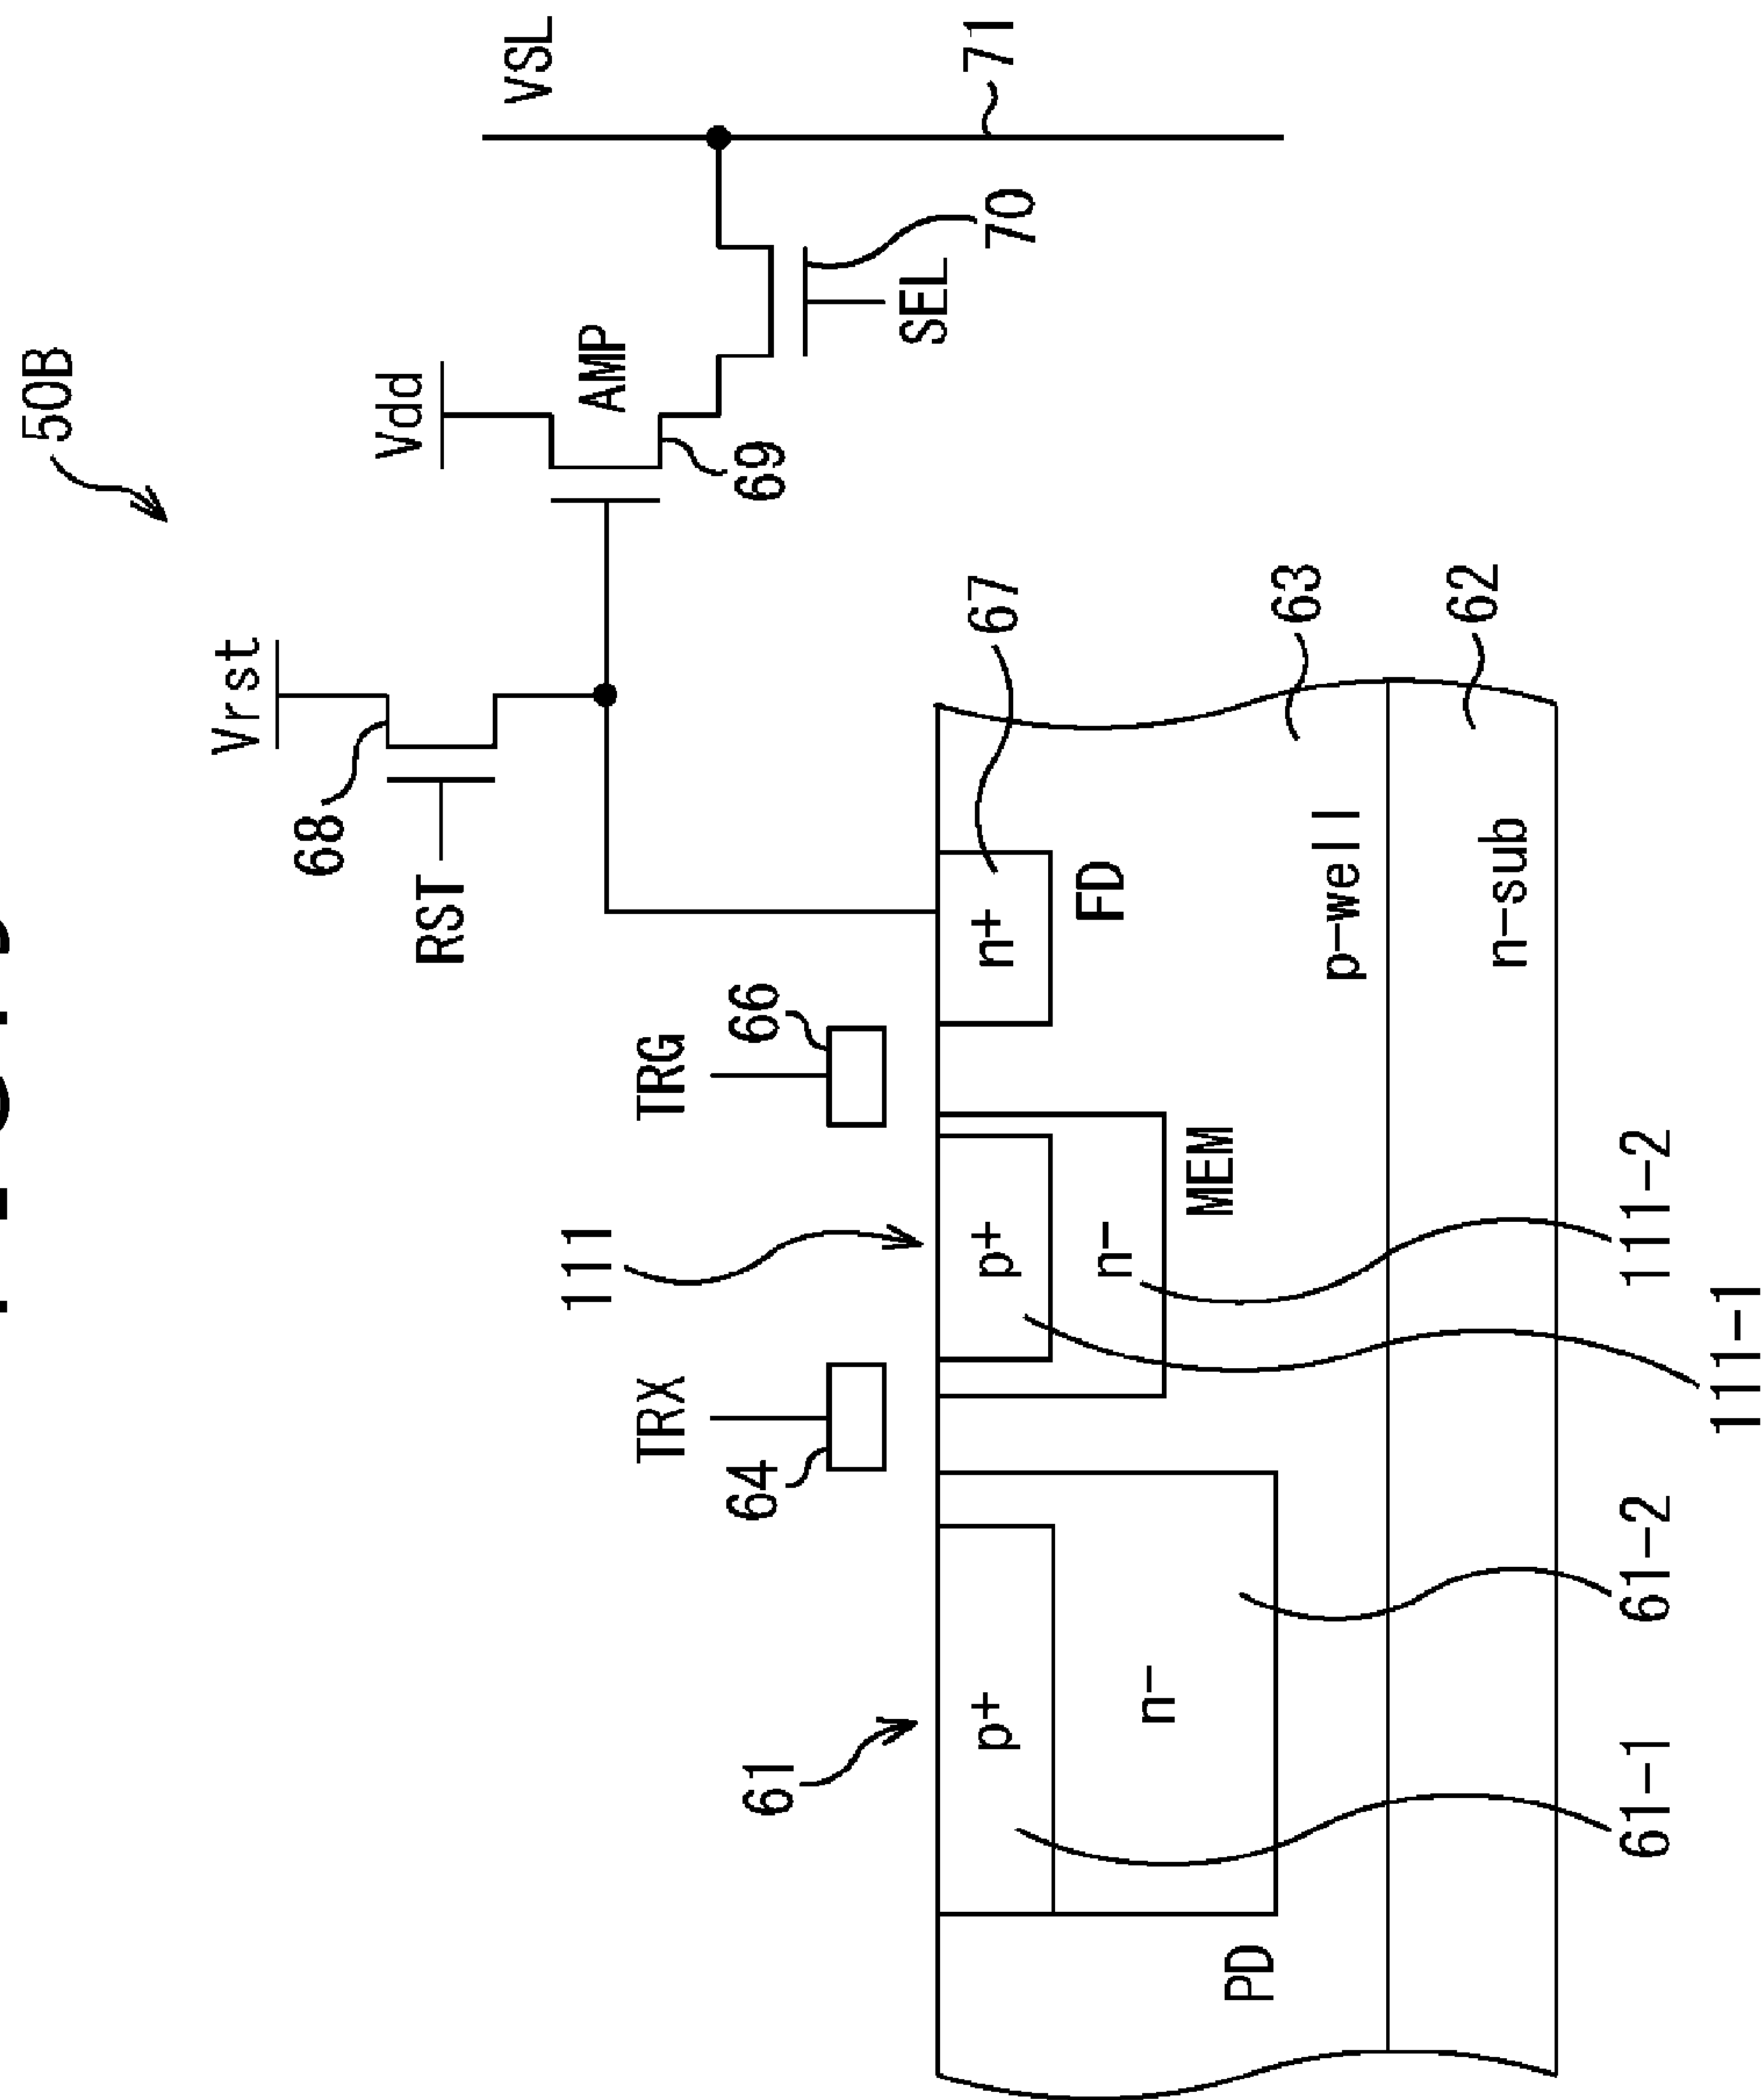 50B
Vrst
Vdd
VSL
68
RST
AMP
69
SEL
70
71
TRX
64
111
TRG
66
61
p+
n-
PD
p+
n-
MEM
n+
FD
67
p-well
63
n-sub
62
61-1
61-2
111-1
111-2